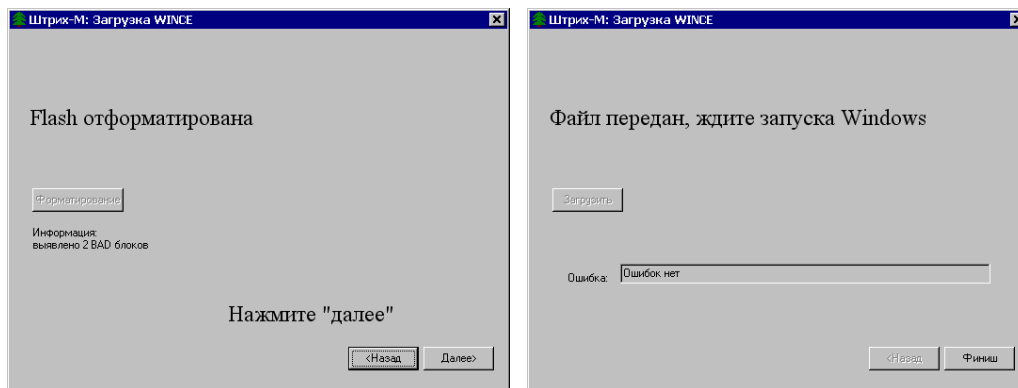 Штрих-М: Загрузка WINCE
Flash отформатирована
Форматирование
Информация:
выявлено 2 BAD блоков
Нажмите "далее"
<Назад
Далее>
Штрих-М: Загрузка WINCE
Файл передан, ждите запуска Windows
Загрузить
Ошибка:
Ошибок нет
<Назад
Финиш